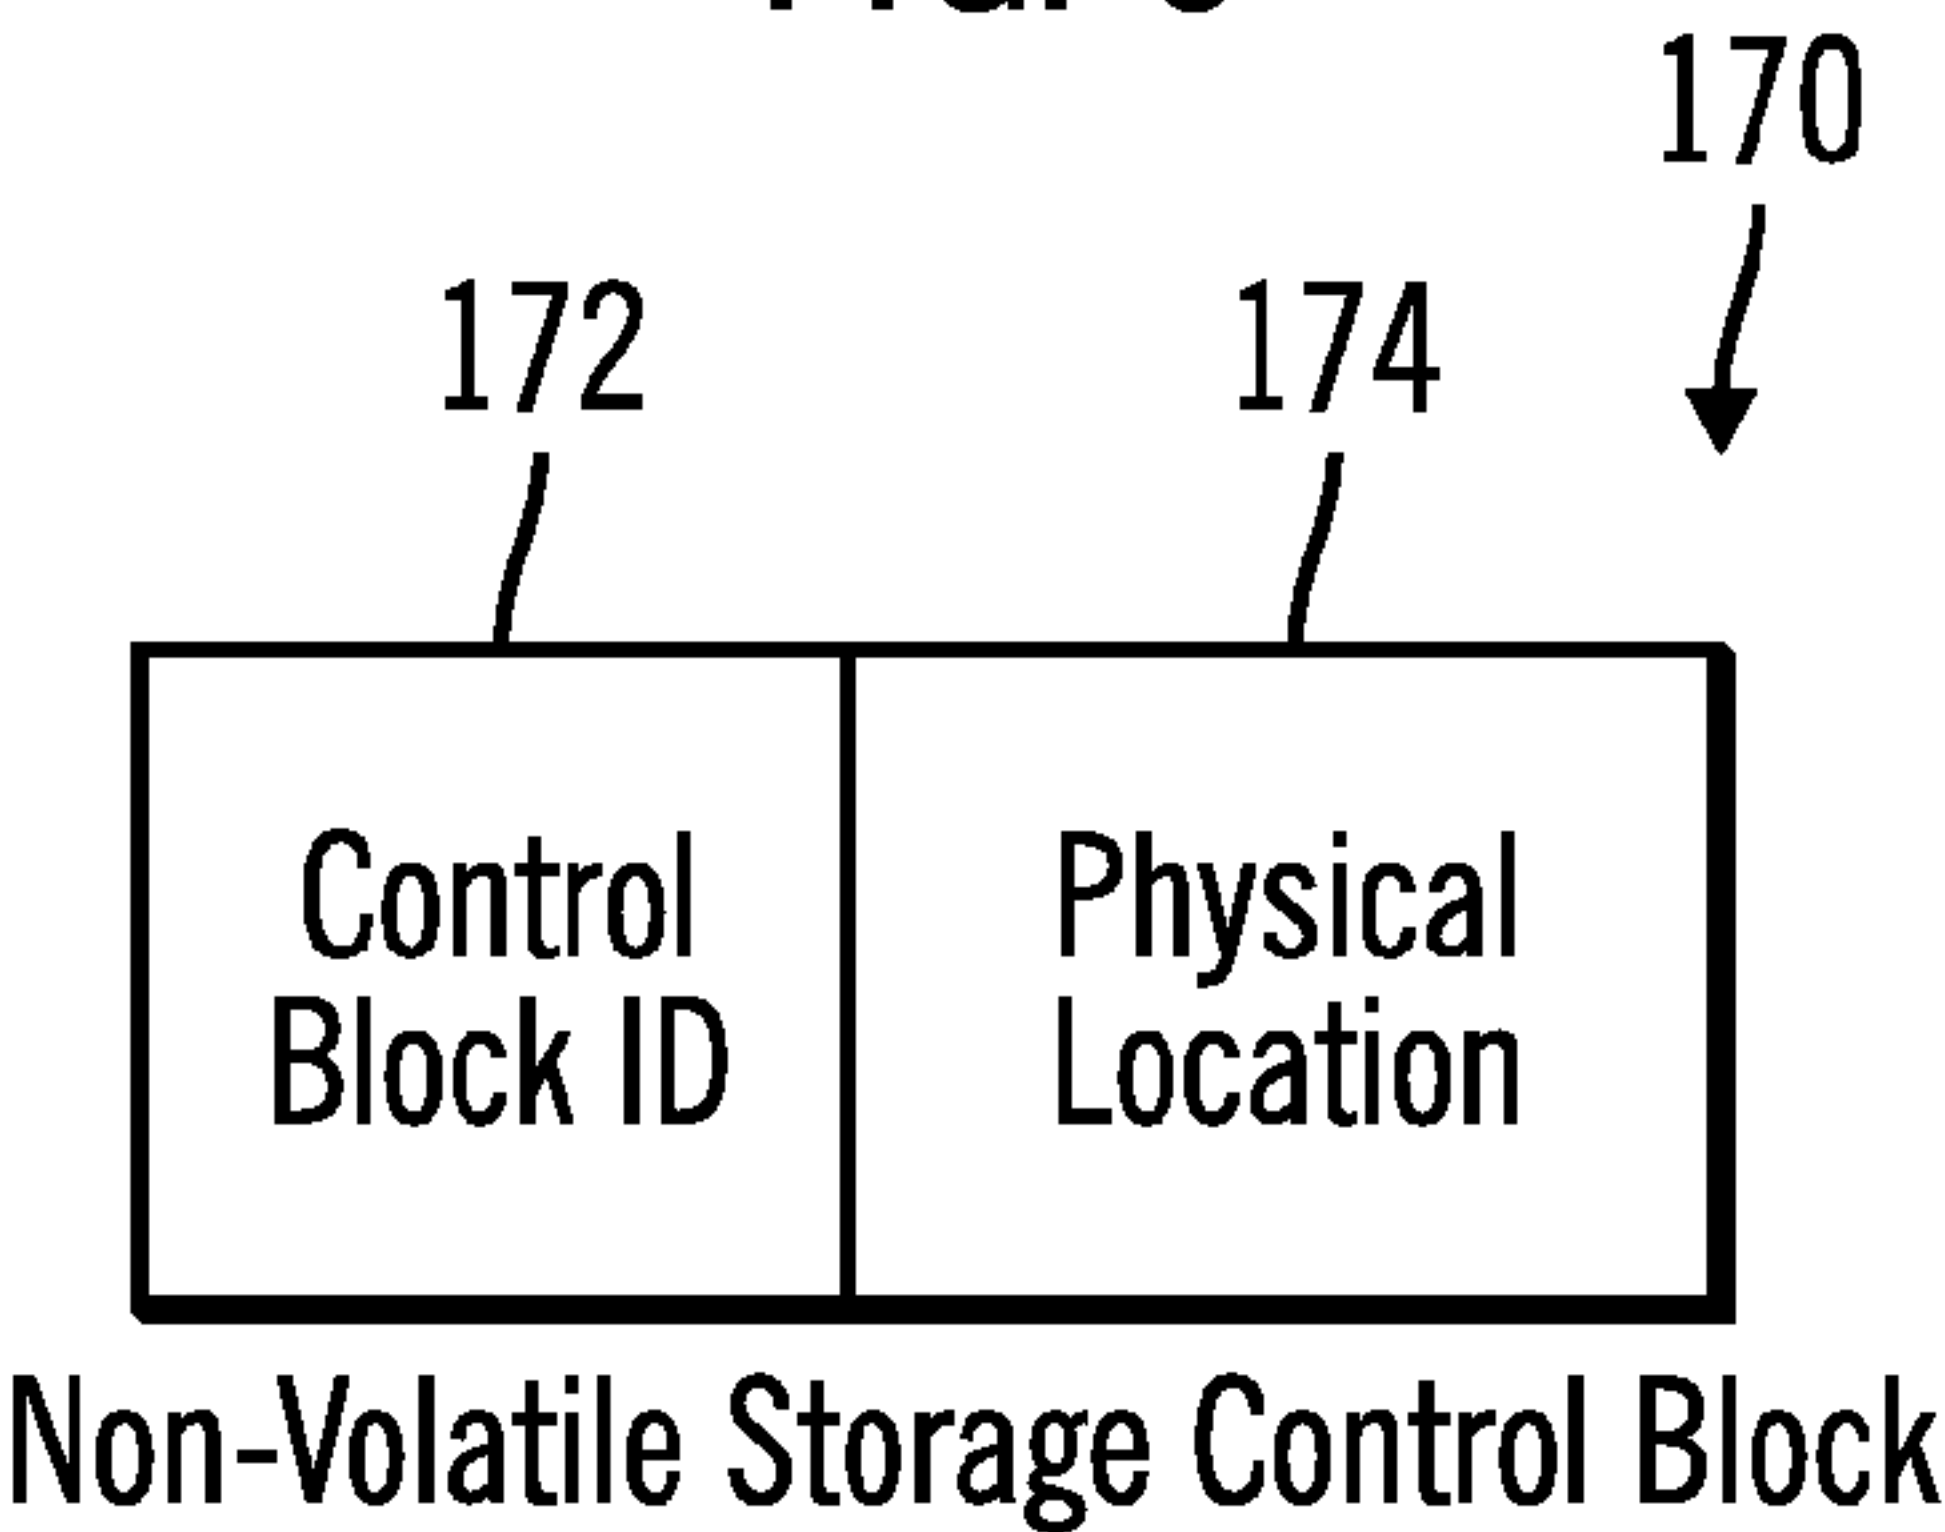 170
172 174
Control Physical
Block ID Location
Non-Volatile Storage Control Block